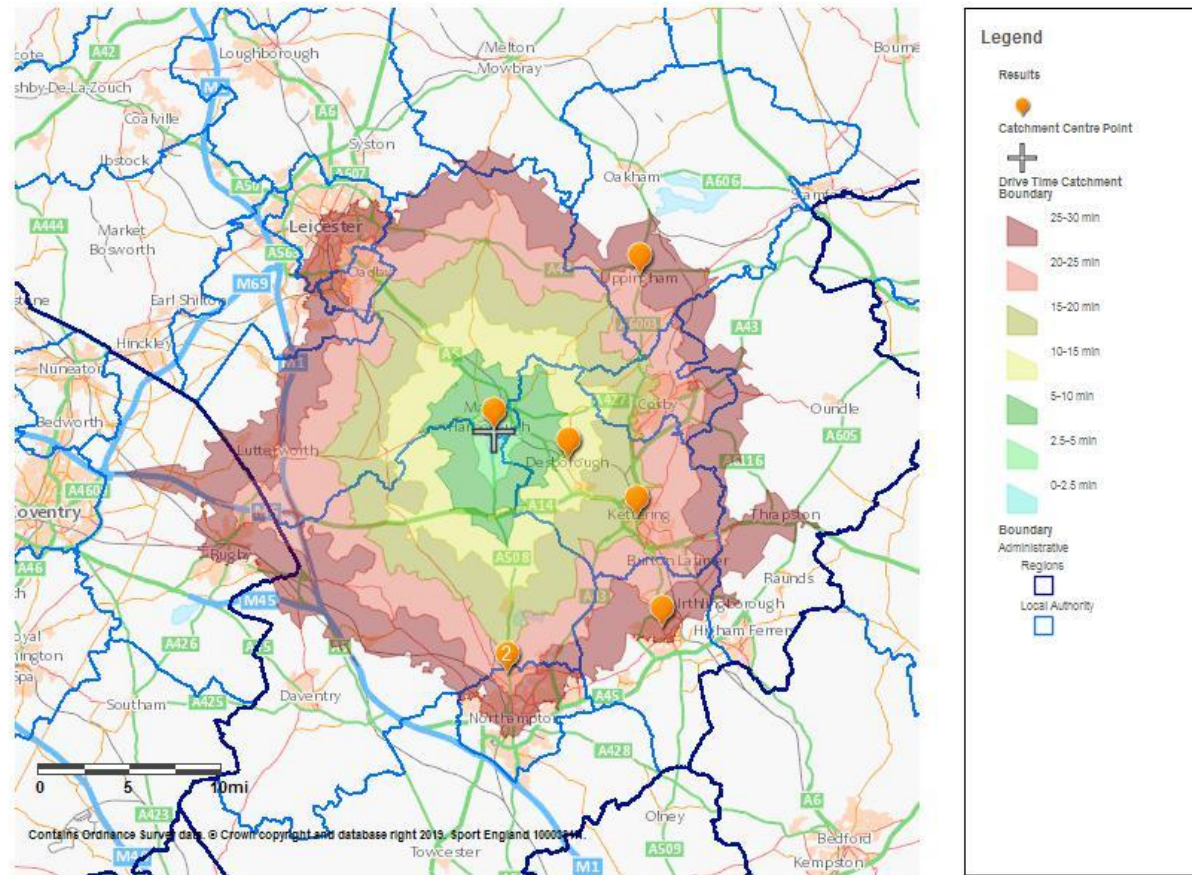 A42
Loughborough
Melton
Mowbray
Bourne
cote
shby-De-La-Zouch
A6
Coalville
Syston
Ibstock
A607
Oakham
A606
Stamford
A444
Market
Bosworth
Leicester
Oadby
A563
M69
Uppingham
Earl Shilton
A6003
A43
Hinckley
Nuneaton
M1
A427
Corby
Oundle
A605
Bedworth
Lutterworth
Desborough
A6116
A4600
Coventry
A14
Kettering
Thrapston
Rugby
A46
A508
Burton Latimer
Raunds
M45
A43
Irthlingborough
Higham Ferrers
A426
2
Royal
mington
Spa
Southam
A425
Daventry
Northampton
A45
A428
0 5 10mi
A423
A6
Olney
Bedford
Kempston
Contains Ordnance Survey data. © Crown copyright and database right 2019. Sport England
Towcester
M1
A509
Legend
Results
Catchment Centre Point
Drive Time Catchment
Boundary
25-30 min
20-25 min
15-20 min
10-15 min
5-10 min
2.5-5 min
0-2.5 min
Boundary
Administrative
Regions
Local Authority